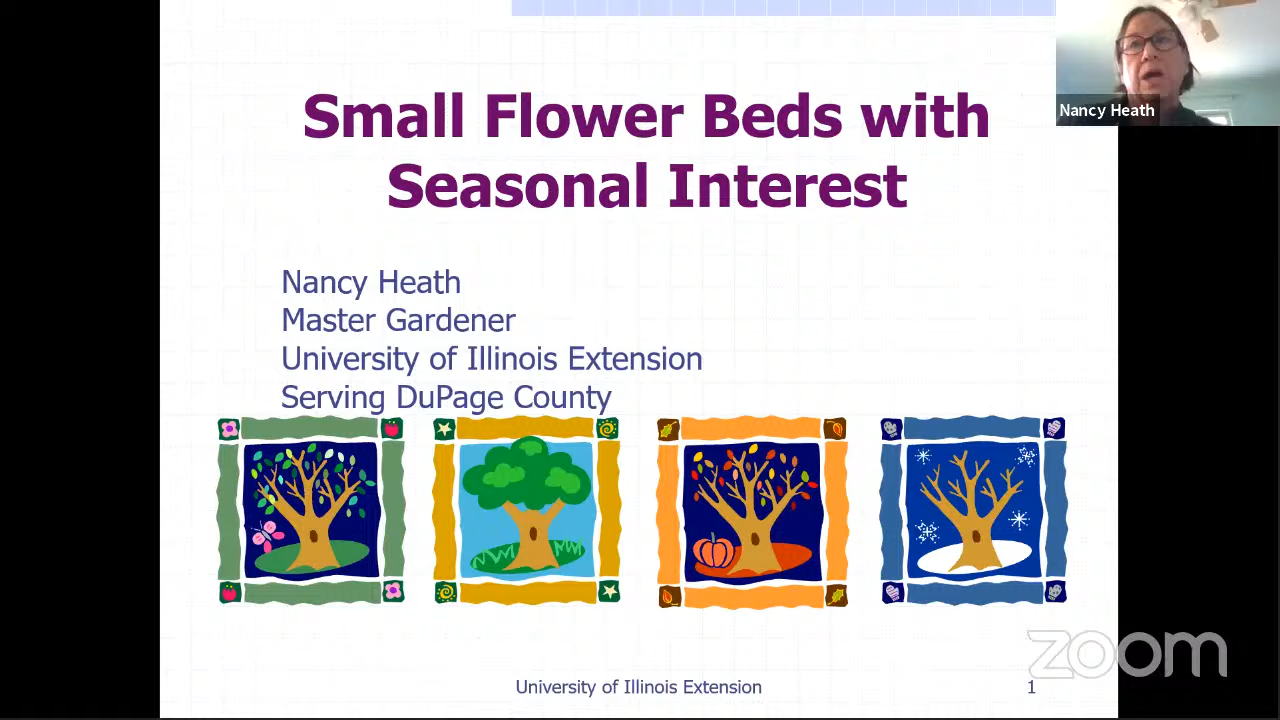 Small Flower Beds with
Seasonal Interest
Nancy Heath
Nancy Heath
Master Gardener
University of Illinois Extension
Serving DuPage County
zoom
University of Illinois Extension
1